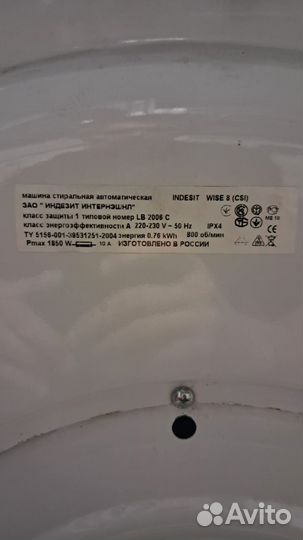 машина стиральная автоматическая INDESIT WISE 8 (CSI)
ЗАО " ИНДЕЗИТ ИНТЕРНЭШНЛ"
класс защиты 1 типовой номер LB 2006 C
класс энергоэффективности A 220-230 V ~ 50 Hz IPX4
ТУ 5156-001-39531251-2004 энергия 0.76 kWh 800 об/мин
Pmax 1850 W 10 A ИЗГОТОВЛЕНО В РОССИИ
Avito